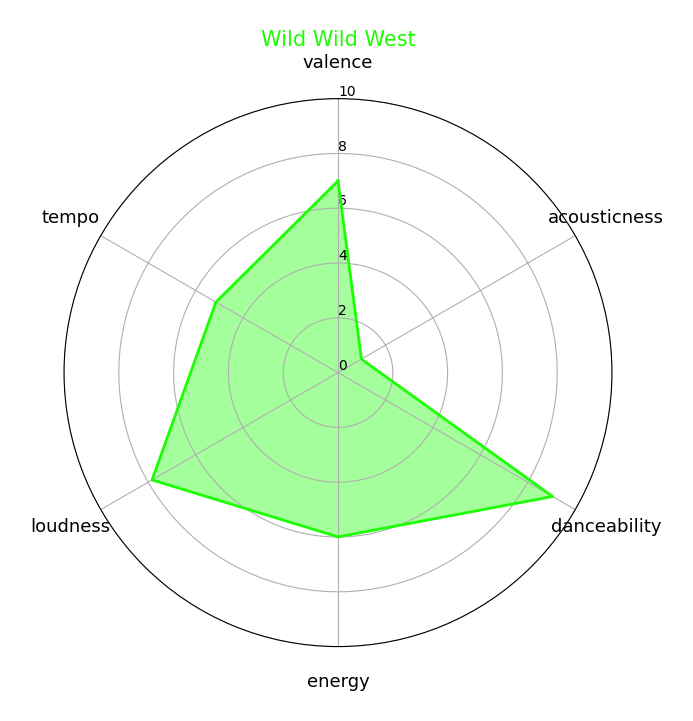 Wild Wild West
valence
10
8
6
4
2
0
tempo
acousticness
loudness
danceability
energy